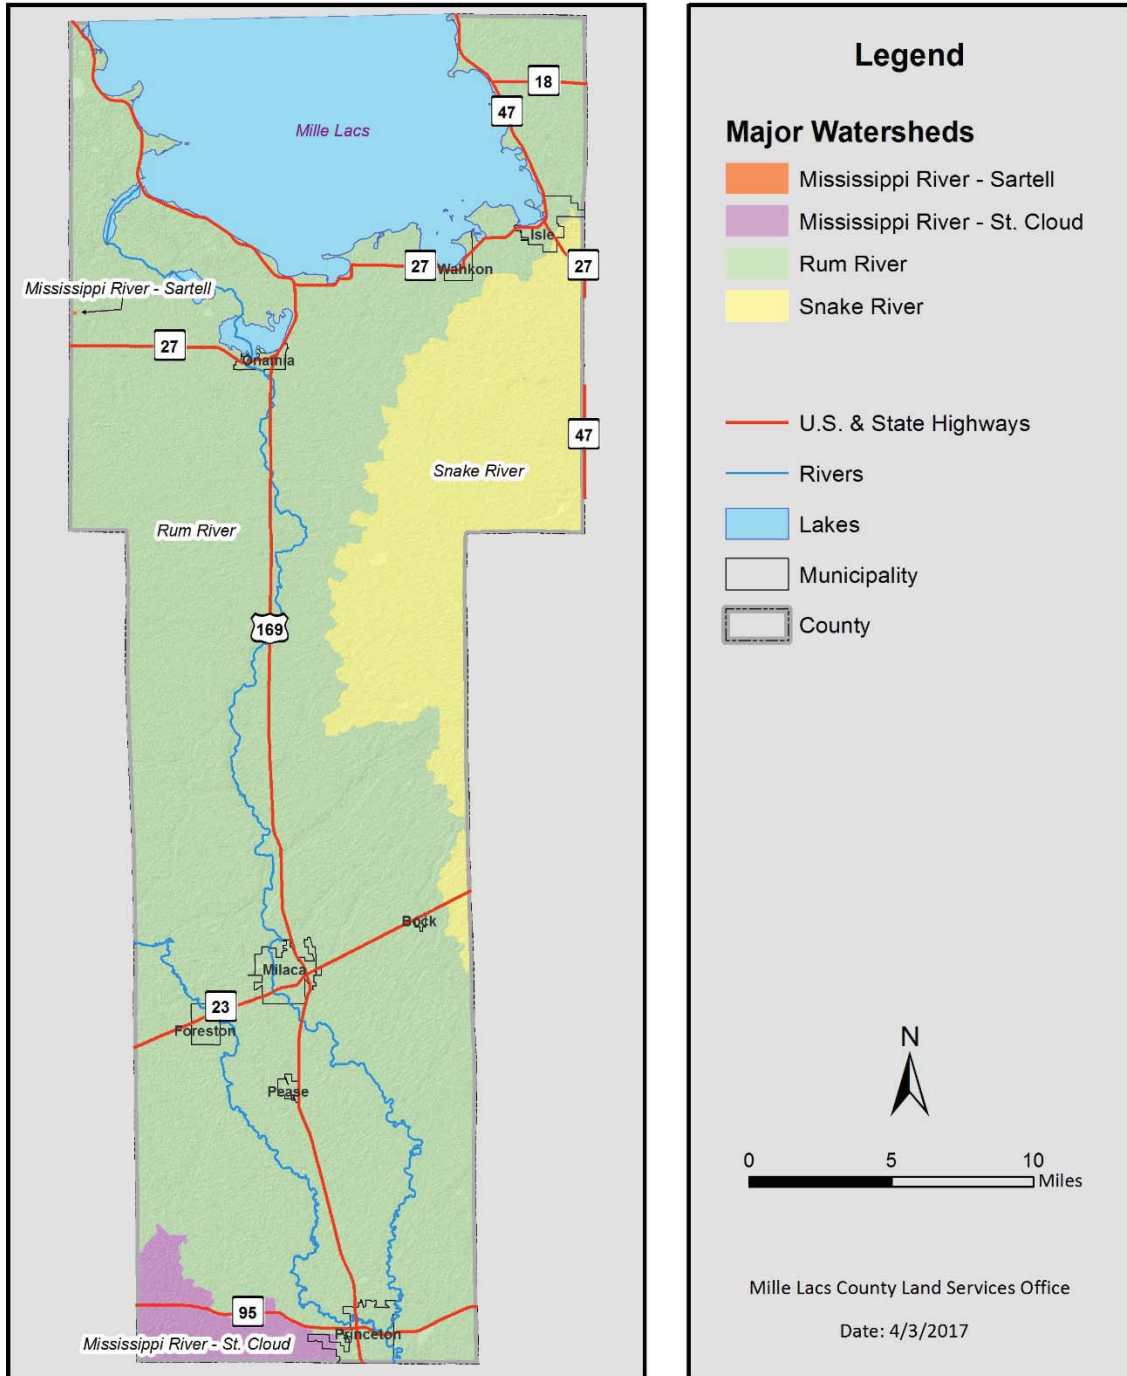 Mille Lacs
18
47
Isle
27
27
Wahkon
Mississippi River - Sartell
27
Onamia
47
Snake River
Rum River
169
Bock
Milaca
23
Foreston
Pease
95
Princeton
Mississippi River - St. Cloud
Legend
Major Watersheds
Mississippi River - Sartell
Mississippi River - St. Cloud
Rum River
Snake River
U.S. & State Highways
Rivers
Lakes
Municipality
County
N
0 5 10
Miles
Mille Lacs County Land Services Office
Date: 4/3/2017